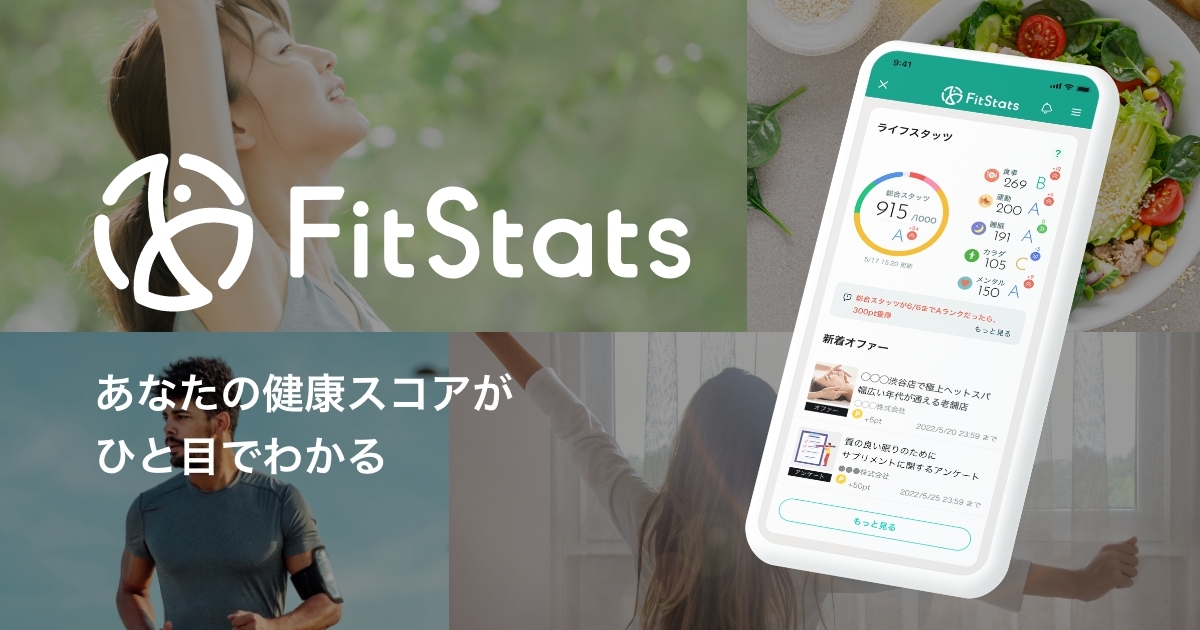 FitStats
あなたの健康スコアが
ひと目でわかる
9:41
FitStats
ライフスタッツ
?
総合スタッツ
915 /1000
A
5/17 15:30 更新
食事
269 B
運動
200 A
睡眠
191 A
カラダ
105 C
メンタル
150 A
総合スタッツが6/6までAランクだったら、
300pt獲得
もっと見る
新着オファー
◯◯◯渋谷店で極上ヘッドスパ
幅広い年代が通える老舗店
◯◯◯株式会社
オファー
P +5pt
2022/5/20 23:59 まで
質の良い眠りのために
サプリメントに関するアンケート
●●●株式会社
アンケート
P +50pt
2022/5/25 23:59 まで
もっと見る